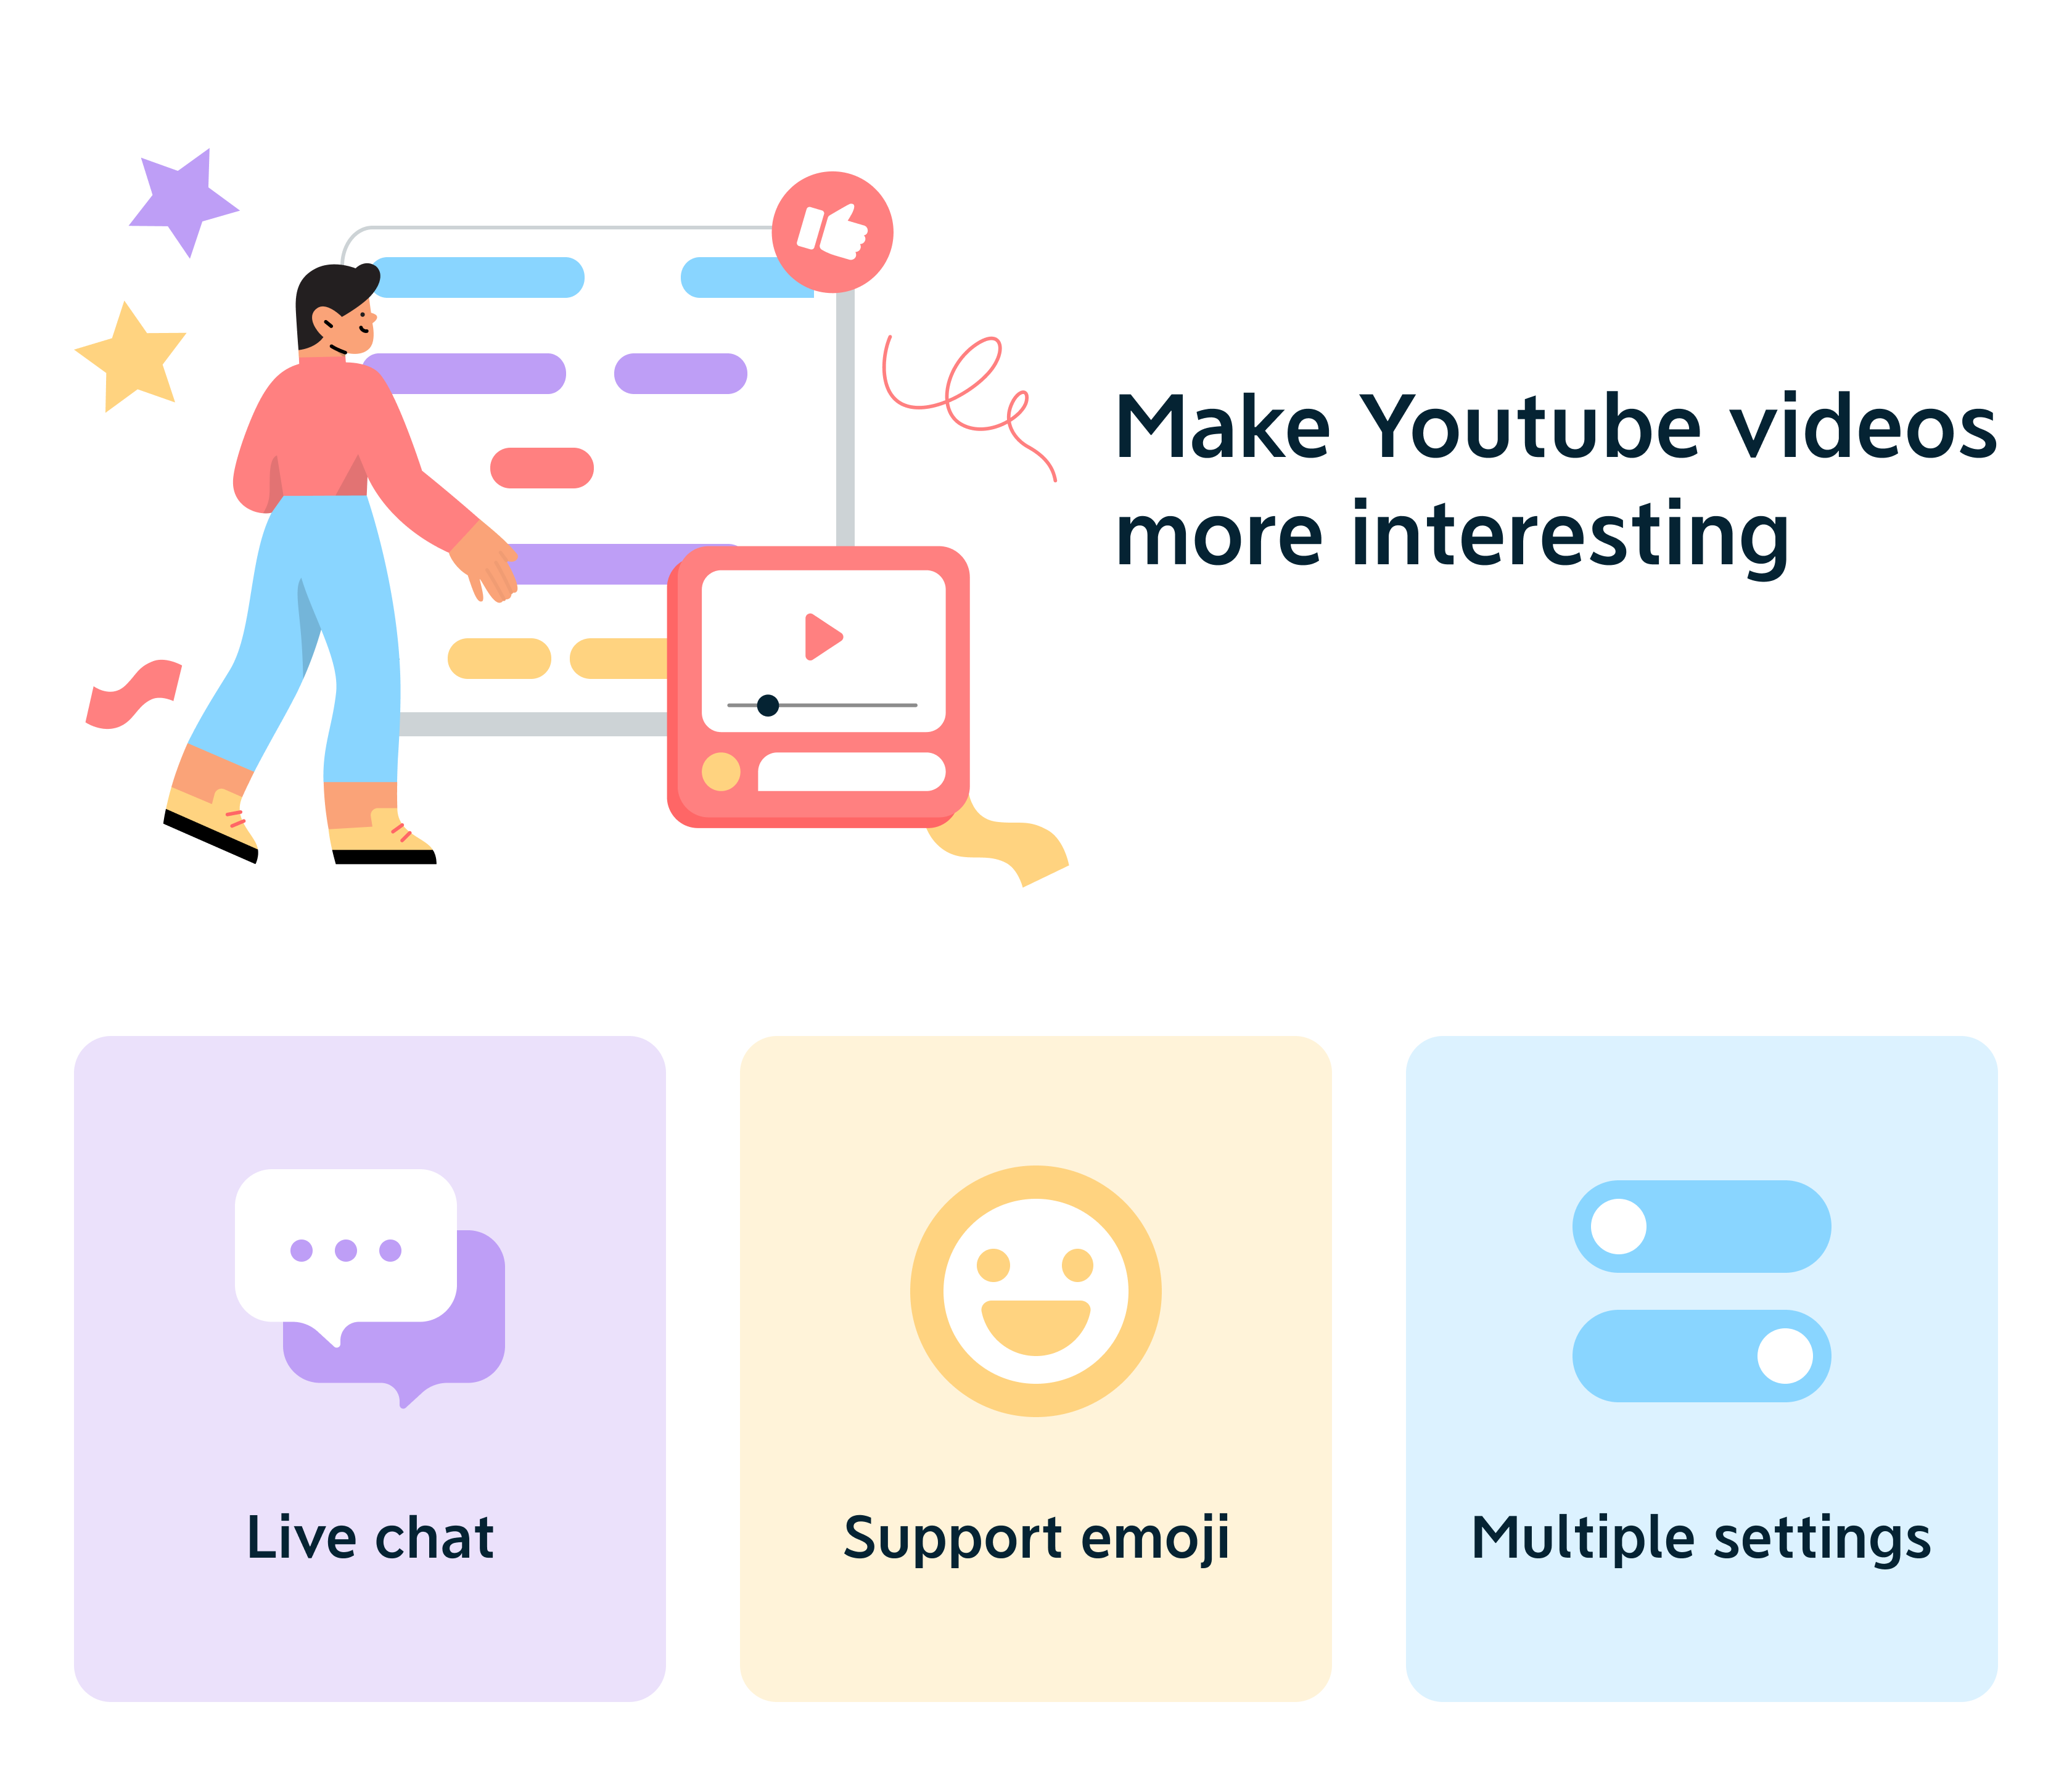 Make Youtube videos
more interesting
Live chat
Support emoji
Multiple settings